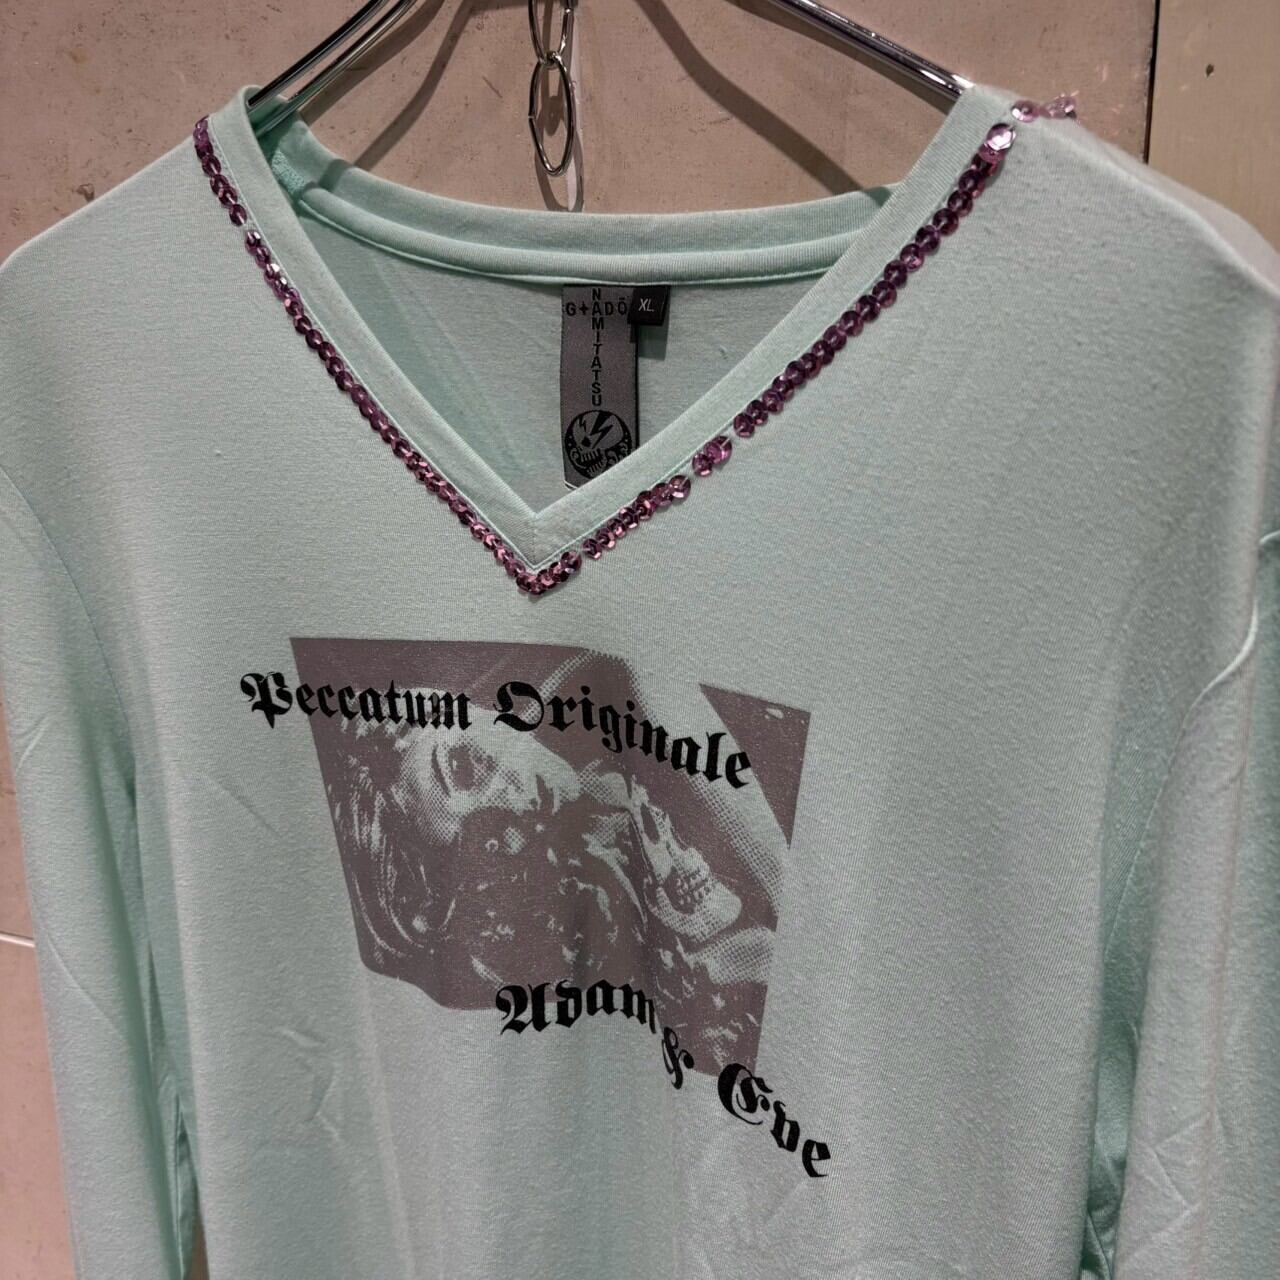 G+ADŌ
NAMITATSU
XL
Peccatum Originale
Adam & Eve